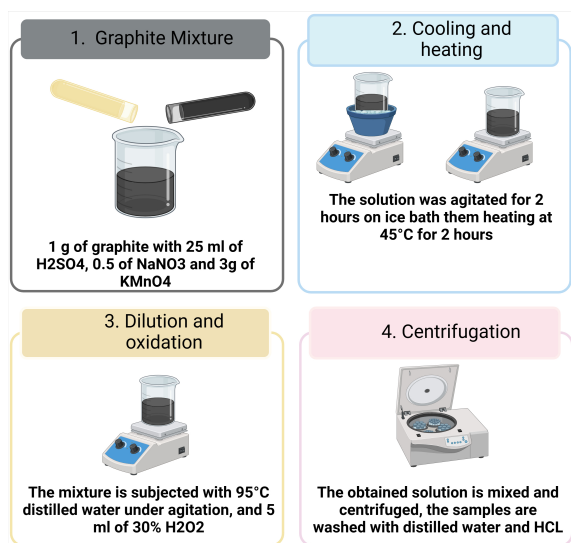 1. Graphite Mixture
1 g of graphite with 25 ml of
H2SO4, 0.5 of NaNO3 and 3g of
KMnO4
2. Cooling and
heating
The solution was agitated for 2
hours on ice bath them heating at
45°C for 2 hours
3. Dilution and
oxidation
The mixture is subjected with 95°C
distilled water under agitation, and 5
ml of 30% H2O2
4. Centrifugation
The obtained solution is mixed and
centrifuged, the samples are
washed with distilled water and HCL